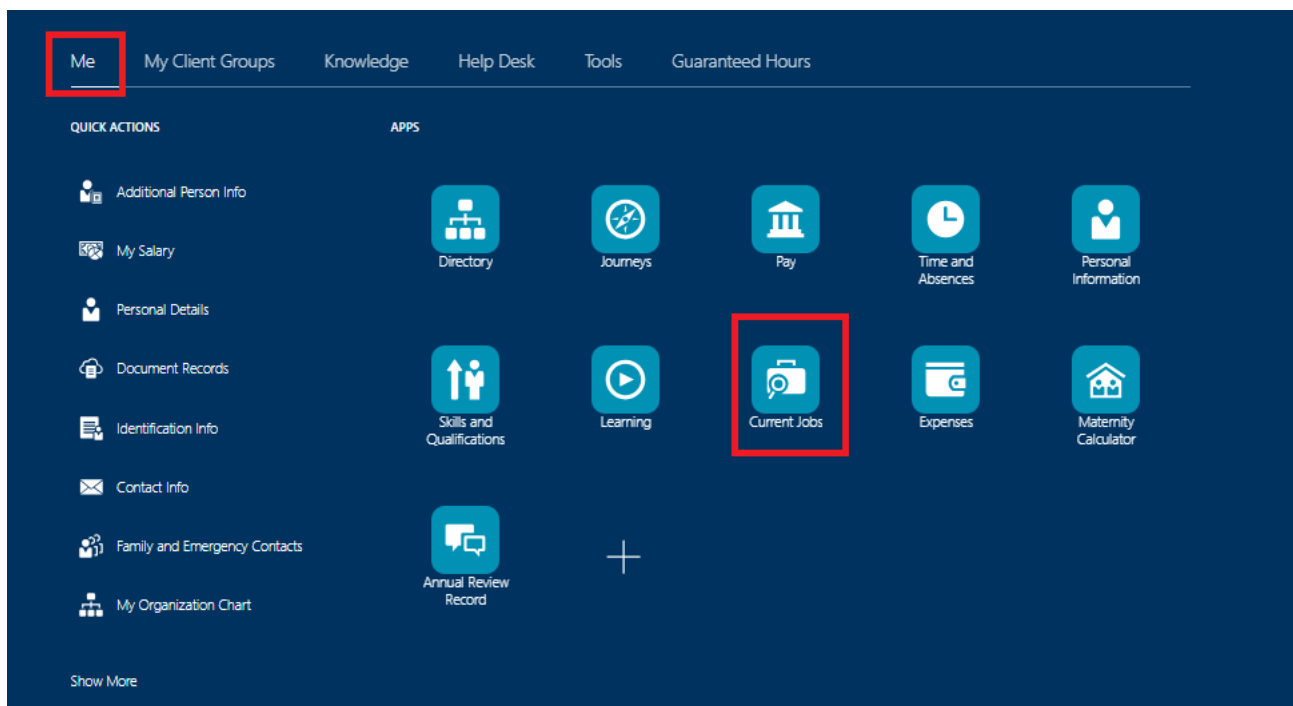 Me My Client Groups Knowledge Help Desk Tools Guaranteed Hours
QUICK ACTIONS
APPS
Additional Person Info
My Salary
Personal Details
Document Records
Identification Info
Contact Info
Family and Emergency Contacts
My Organization Chart
Show More
Directory
Journeys
Pay
Time and
Absences
Personal
Information
Skills and
Qualifications
Learning
Current Jobs
Expenses
Maternity
Calculator
Annual Review
Record